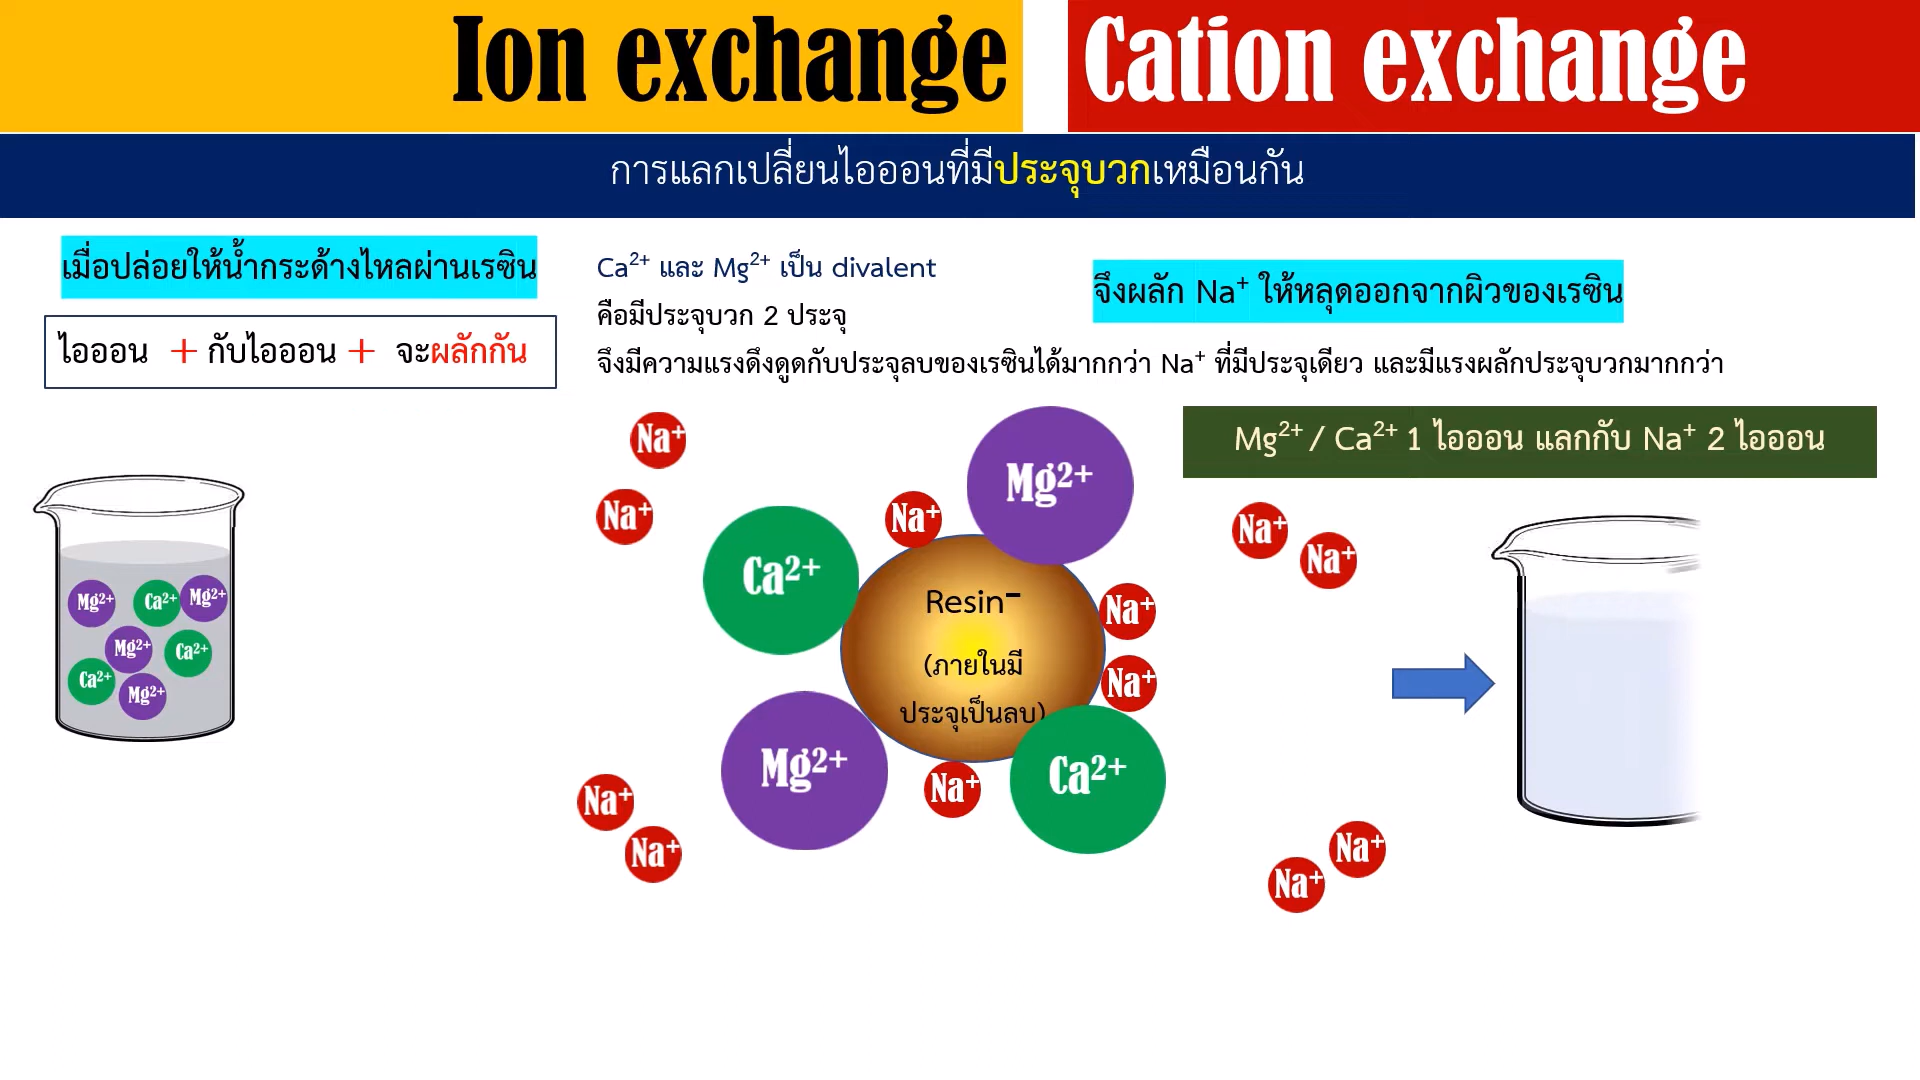 Ion exchange
Cation exchange
การแลกเปลี่ยนไอออนที่มีประจุบวกเหมือนกัน
เมื่อปล่อยให้น้ำกระด้างไหลผ่านเรซิน
ไอออน + กับไอออน + จะผลักกัน
Ca²⁺ และ Mg²⁺ เป็น divalent
คือมีประจุบวก 2 ประจุ
จึงมีความแรงดึงดูดกับประจุลบของเรซินได้มากกว่า Na⁺ ที่มีประจุเดียว และมีแรงผลักประจุบวกมากกว่า
จึงผลัก Na⁺ ให้หลุดออกจากผิวของเรซิน
Mg²⁺ / Ca²⁺ 1 ไอออน แลกกับ Na⁺ 2 ไอออน
Mg²⁺
Ca²⁺
Mg²⁺
Mg²⁺
Ca²⁺
Ca²⁺
Mg²⁺
Na⁺
Na⁺
Na⁺
Mg²⁺
Ca²⁺
Resin⁻
(ภายในมี
ประจุเป็นลบ)
Na⁺
Na⁺
Mg²⁺
Na⁺
Ca²⁺
Na⁺
Na⁺
Na⁺
Na⁺
Na⁺
Na⁺